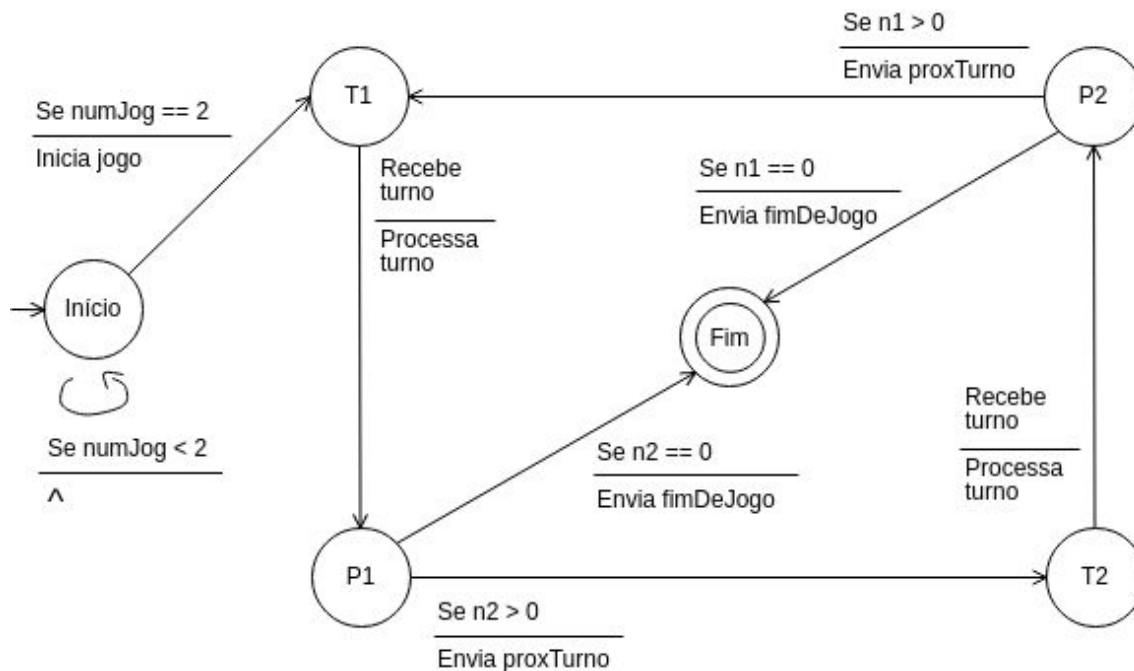 Se n1 > 0
Envia proxTurno
T1
P2
Se numJog == 2
Inicia jogo
Recebe
turno
Processa
turno
Se n1 == 0
Envia fimDeJogo
Início
Fim
Se numJog < 2
^
Se n2 == 0
Envia fimDeJogo
Recebe
turno
Processa
turno
P1
T2
Se n2 > 0
Envia proxTurno